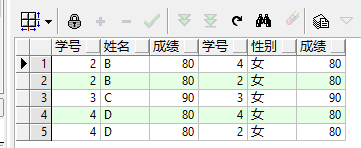 学号 姓名 成绩 学号 性别 成绩
1 2 B 80 4 女 80
2 2 B 80 2 女 80
3 3 C 90 3 女 90
4 4 D 80 4 女 80
5 4 D 80 2 女 80